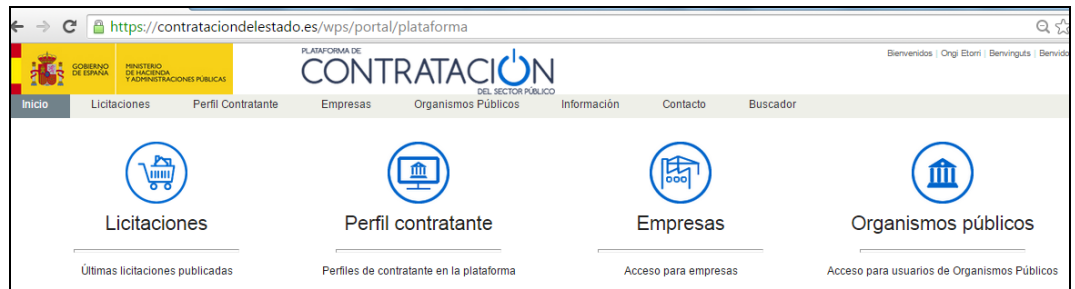 https://contrataciondelestado.es/wps/portal/plataforma
GOBIERNO
DE ESPAÑA
MINISTERIO
DE HACIENDA
Y ADMINISTRACIONES PÚBLICAS
PLATAFORMA DE
CONTRATACIÓN
DEL SECTOR PÚBLICO
Bienvenidos | Ongi Etorri | Benvinguts | Benvido
Inicio Licitaciones Perfil Contratante Empresas Organismos Públicos Información Contacto Buscador
Licitaciones Perfil contratante Empresas Organismos públicos
Últimas licitaciones publicadas Perfiles de contratante en la plataforma Acceso para empresas Acceso para usuarios de Organismos Públicos